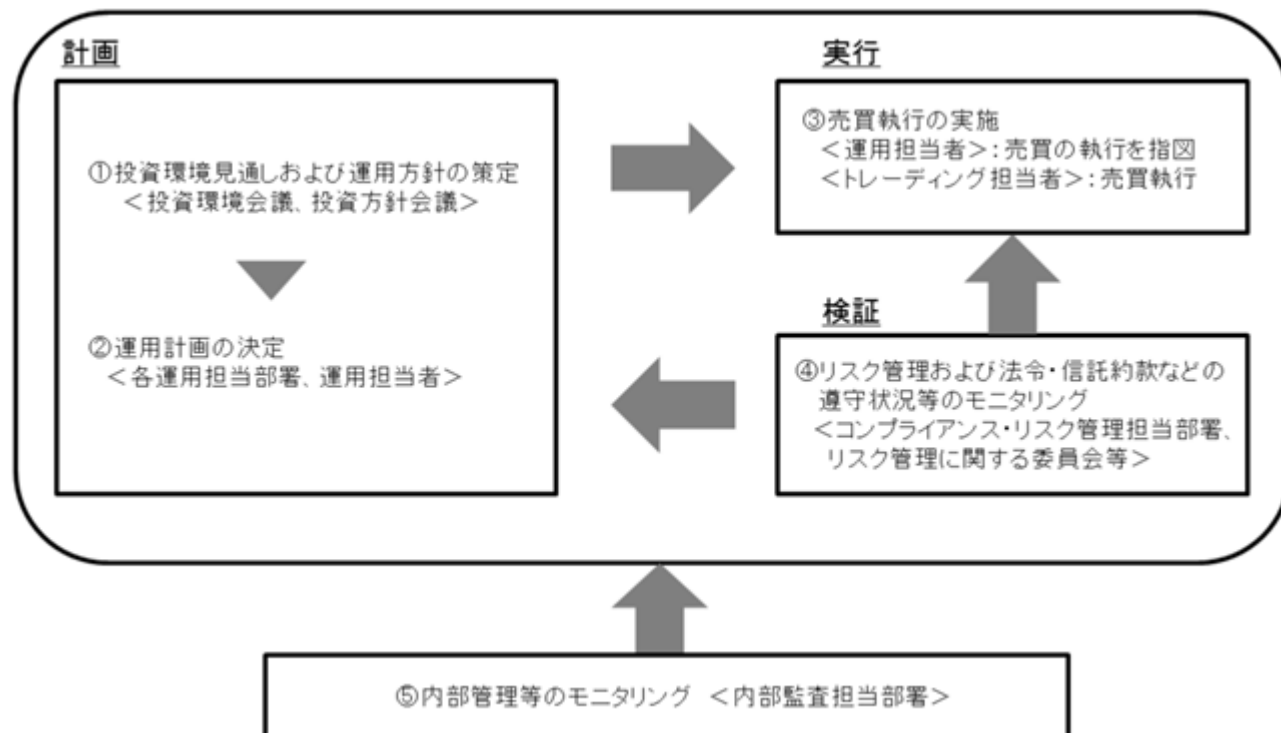 計画
①投資環境見通しおよび運用方針の策定
＜投資環境会議、投資方針会議＞
②運用計画の決定
＜各運用担当部署、運用担当者＞
実行
③売買執行の実施
＜運用担当者＞：売買の執行を指図
＜トレーディング担当者＞：売買執行
検証
④リスク管理および法令・信託約款などの
遵守状況等のモニタリング
＜コンプライアンス・リスク管理担当部署、
リスク管理に関する委員会等＞
⑤内部管理等のモニタリング ＜内部監査担当部署＞